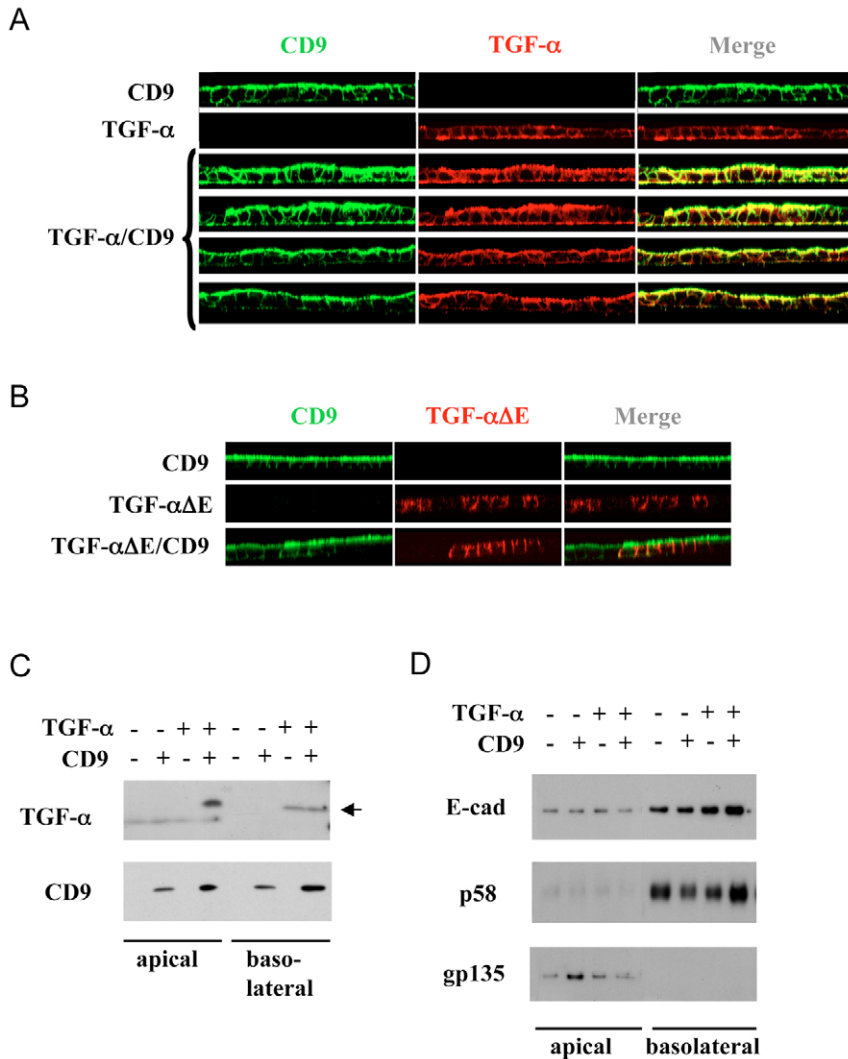 A
CD9 TGF-α Merge
CD9
TGF-α
TGF-α/CD9
B
CD9 TGF-αΔE Merge
CD9
TGF-αΔE
TGF-αΔE/CD9
C
TGF-α - - + + - - + +
CD9 - + - + - + - +
TGF-α
CD9
apical baso-
lateral
D
TGF-α - - + + - - + +
CD9 - + - + - + - +
E-cad
p58
gp135
apical basolateral